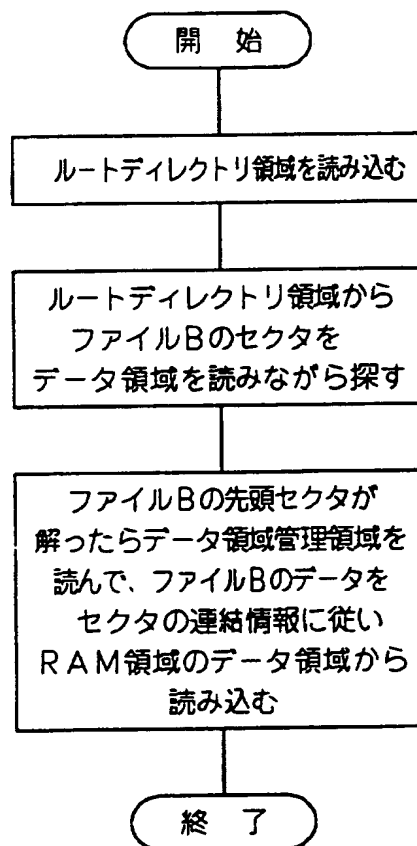 開 始
ルートディレクトリ領域を読み込む
ルートディレクトリ領域から
ファイルBのセクタを
データ領域を読みながら探す
ファイルBの先頭セクタが
解ったらデータ領域管理領域を
読んで、ファイルBのデータを
セクタの連結情報に従い
RAM領域のデータ領域から
読み込む
終 了